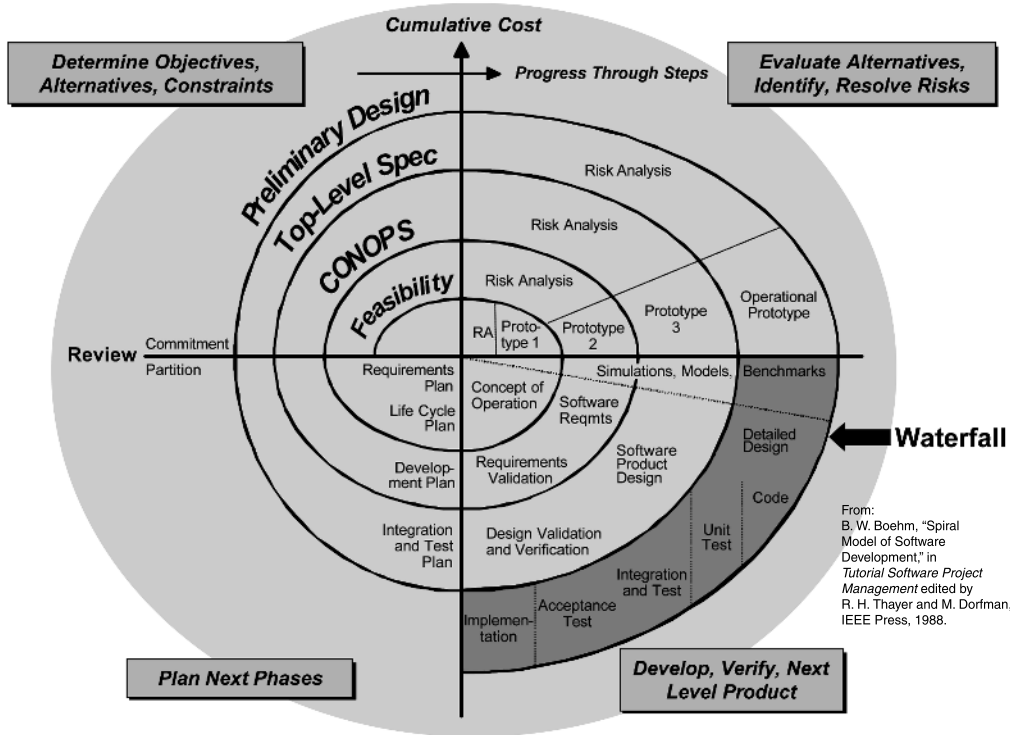 Cumulative Cost
Determine Objectives,
Alternatives, Constraints
Progress Through Steps
Evaluate Alternatives,
Identify, Resolve Risks
Preliminary Design
Top-Level Spec
CONOPS
Feasibility
Risk Analysis
Risk Analysis
Risk Analysis
RA
Proto-
type 1
Prototype
2
Prototype
3
Operational
Prototype
Review
Commitment
Partition
Requirements
Plan
Life Cycle
Plan
Concept of
Operation
Simulations, Models,
Benchmarks
Software
Reqmts
Develop-
ment Plan
Requirements
Validation
Software
Product
Design
Detailed
Design
Waterfall
Code
Unit
Test
Integration
and Test
Plan
Design Validation
and Verification
Integration
and Test
Acceptance
Test
Implemen-
tation
From:
B. W. Boehm, “Spiral
Model of Software
Development,” in
Tutorial Software Project
Management edited by
R. H. Thayer and M. Dorfman,
IEEE Press, 1988.
Plan Next Phases
Develop, Verify, Next
Level Product